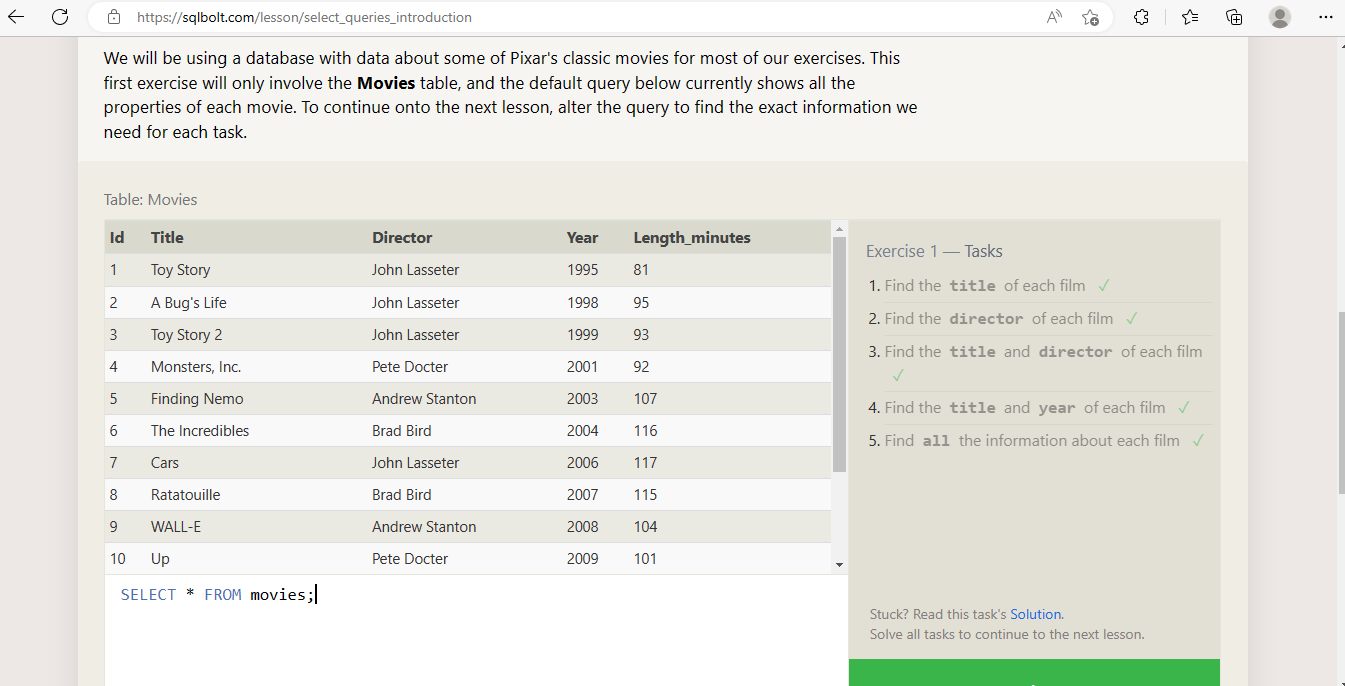 https://sqlbolt.com/lesson/select_queries_introduction
We will be using a database with data about some of Pixar's classic movies for most of our exercises. This
first exercise will only involve the Movies table, and the default query below currently shows all the
properties of each movie. To continue onto the next lesson, alter the query to find the exact information we
need for each task.
Table: Movies
Id Title Director Year Length_minutes
1 Toy Story John Lasseter 1995 81
2 A Bug's Life John Lasseter 1998 95
3 Toy Story 2 John Lasseter 1999 93
4 Monsters, Inc. Pete Docter 2001 92
5 Finding Nemo Andrew Stanton 2003 107
6 The Incredibles Brad Bird 2004 116
7 Cars John Lasseter 2006 117
8 Ratatouille Brad Bird 2007 115
9 WALL-E Andrew Stanton 2008 104
10 Up Pete Docter 2009 101
SELECT * FROM movies;
Exercise 1 — Tasks
1. Find the title of each film ✓
2. Find the director of each film ✓
3. Find the title and director of each film
✓
4. Find the title and year of each film ✓
5. Find all the information about each film ✓
Stuck? Read this task's Solution.
Solve all tasks to continue to the next lesson.